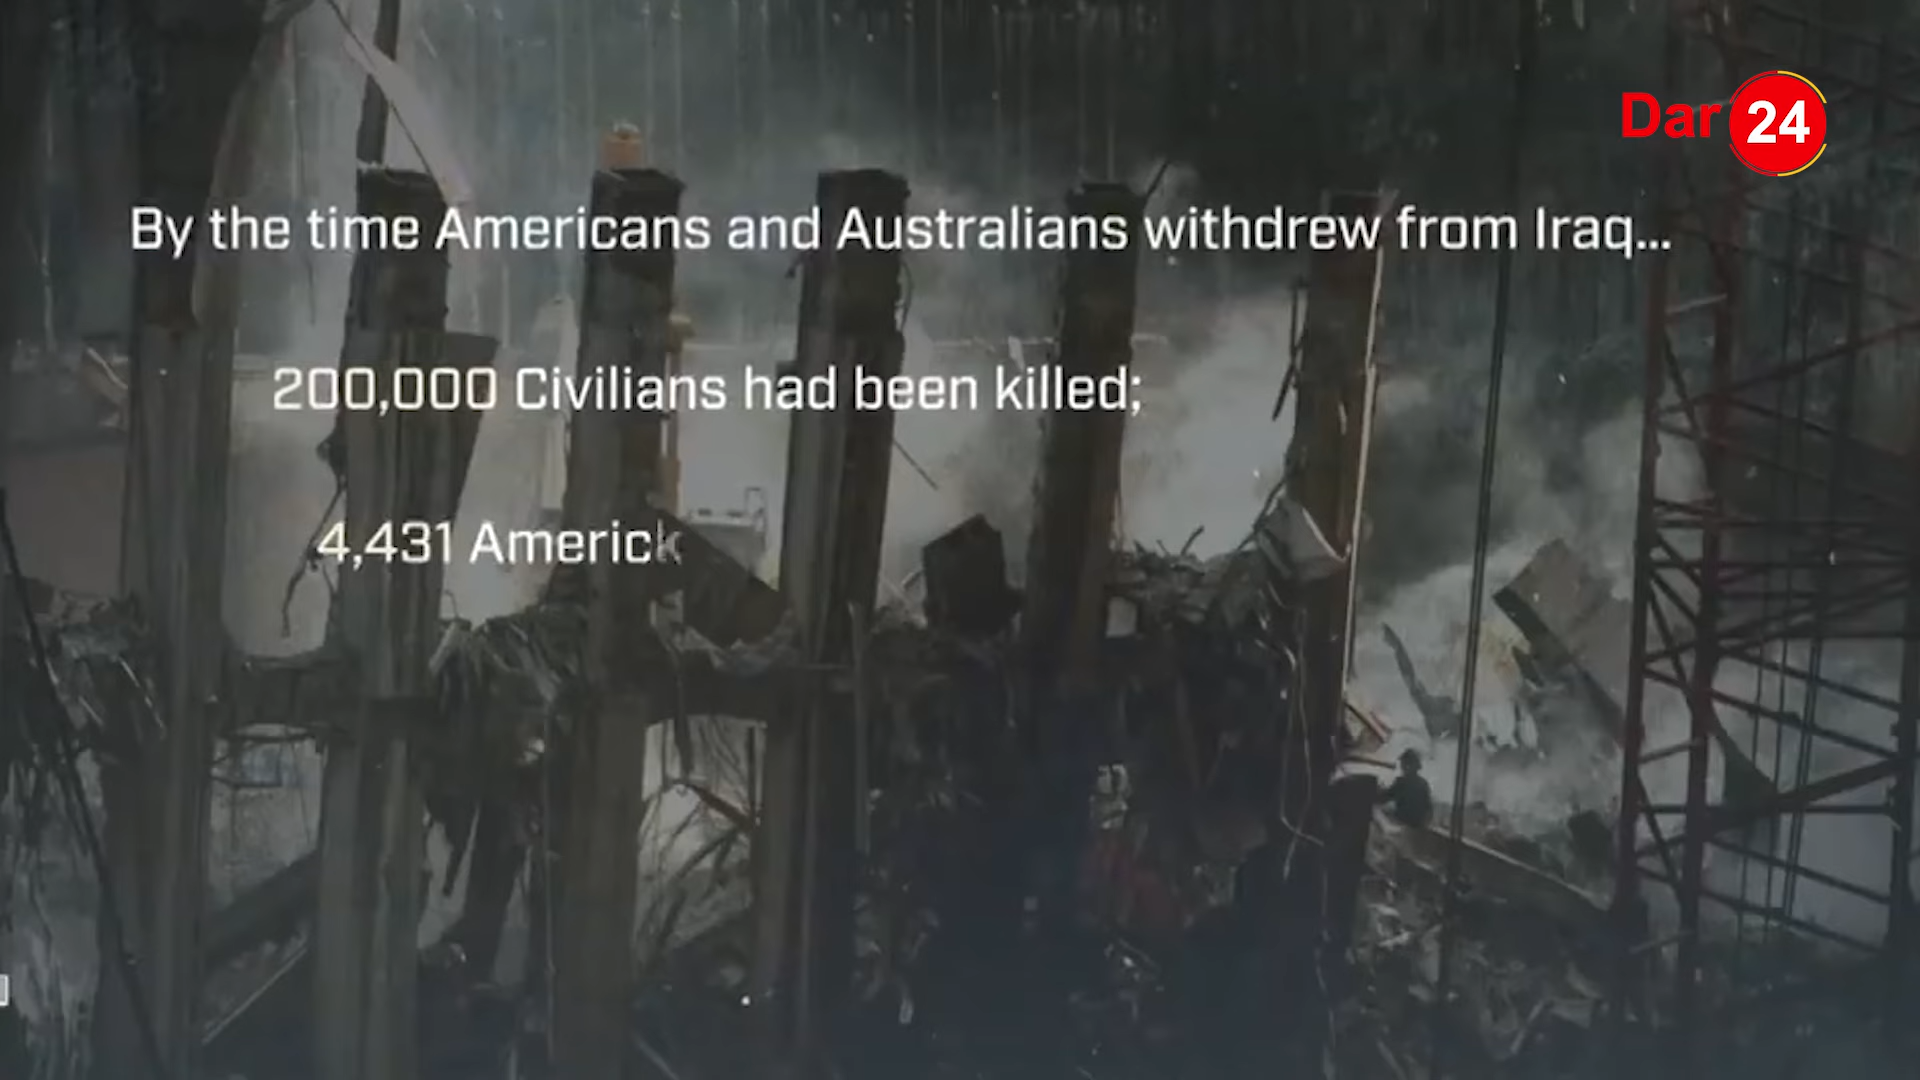 Dar 24
By the time Americans and Australians withdrew from Iraq...
200,000 Civilians had been killed;
4,431 Americ